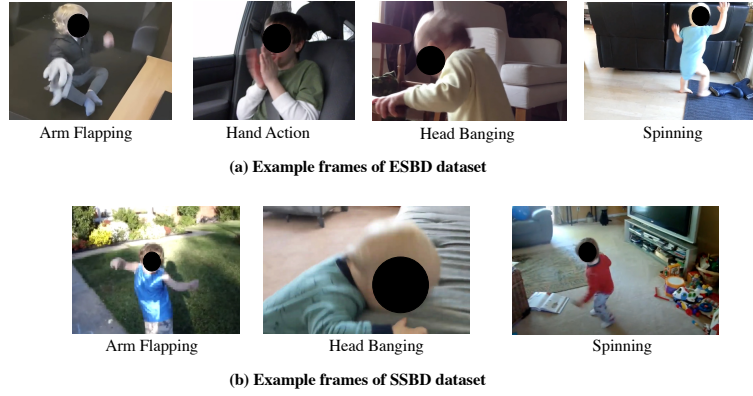 Arm Flapping
Hand Action
Head Banging
Spinning
(a) Example frames of ESBD dataset
Arm Flapping
Head Banging
Spinning
(b) Example frames of SSBD dataset